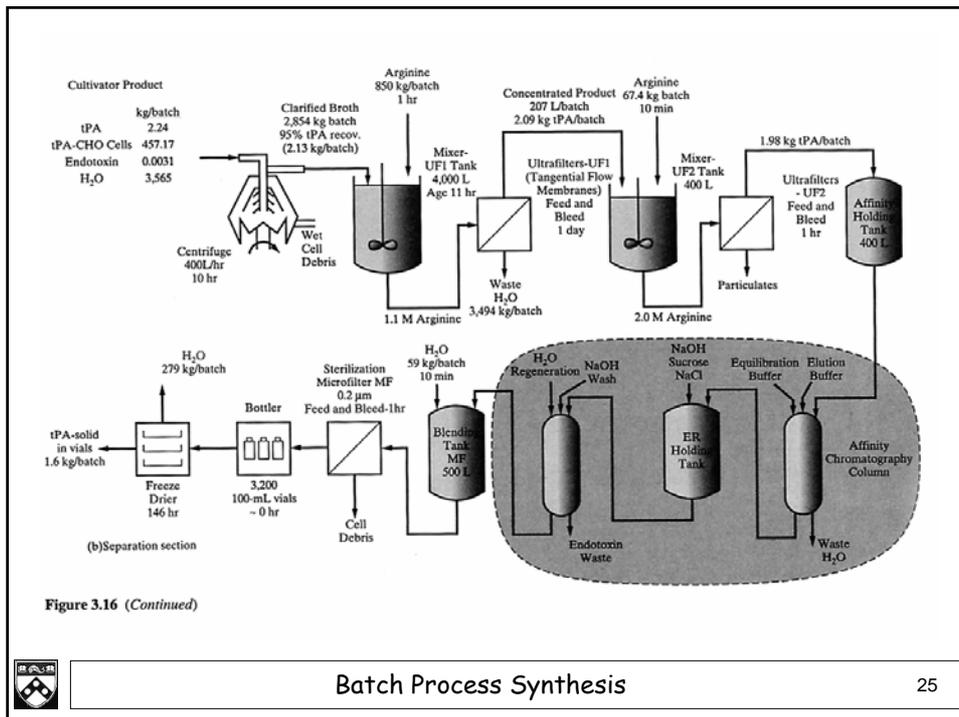 Cultivator Product
kg/batch
tPA 2.24
tPA-CHO Cells 457.17
Endotoxin 0.0031
H₂O 3,565
Centrifuge
400L/hr
10 hr
Wet
Cell
Debris
Clarified Broth
2,854 kg batch
95% tPA recov.
(2.13 kg/batch)
Arginine
850 kg/batch
1 hr
Mixer-
UF1 Tank
4,000 L
Age 11 hr
1.1 M Arginine
Waste
H₂O
3,494 kg/batch
Concentrated Product
207 L/batch
2.09 kg tPA/batch
Ultrafilters-UF1
(Tangential Flow
Membranes)
Feed and
Bleed
1 day
Arginine
67.4 kg batch
10 min
Mixer-
UF2 Tank
400 L
2.0 M Arginine
Particulates
1.98 kg tPA/batch
Ultrafilters
- UF2
Feed and
Bleed
1 hr
Affinity
Holding
Tank
400 L
H₂O
279 kg/batch
tPA-solid
in vials
1.6 kg/batch
Freeze
Drier
146 hr
Bottler
3,200
100-mL vials
~ 0 hr
Sterilization
Microfilter MF
0.2 μm
Feed and Bleed-1hr
Cell
Debris
H₂O
59 kg/batch
10 min
Blending
Tank
MF
500 L
H₂O
Regeneration
NaOH
Wash
Endotoxin
Waste
NaOH
Sucrose
NaCl
ER
Holding
Tank
Equilibration
Buffer
Elution
Buffer
Affinity
Chromatography
Column
Waste
H₂O
(b)Separation section
Figure 3.16 (Continued)
Batch Process Synthesis
25